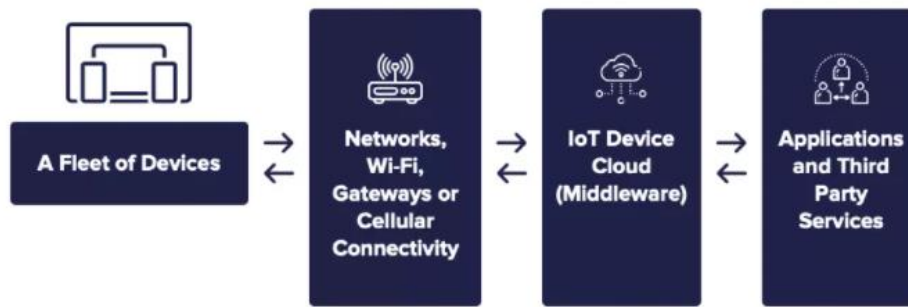 A Fleet of Devices
Networks,
Wi-Fi,
Gateways or
Cellular
Connectivity
IoT Device
Cloud
(Middleware)
Applications
and Third
Party
Services